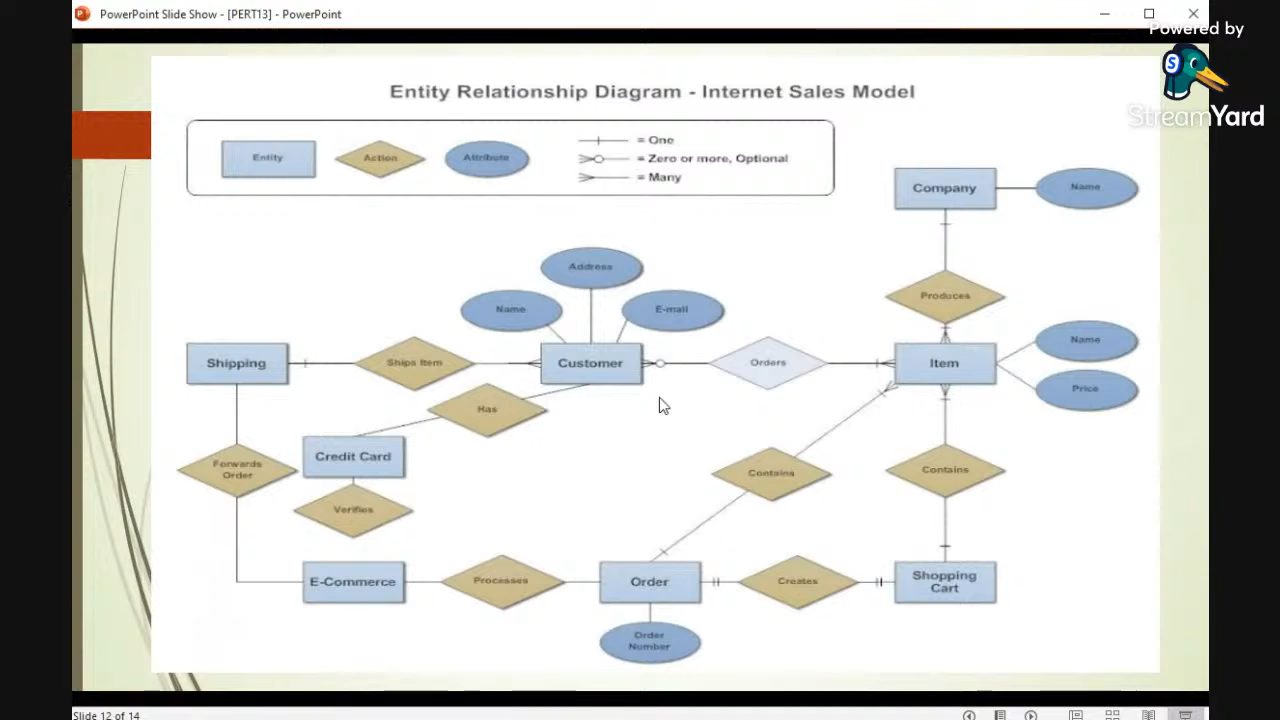 PowerPoint Slide Show - [PERT13] - PowerPoint
Powered by
StreamYard
Entity Relationship Diagram - Internet Sales Model
Entity
Action
Attribute
= One
= Zero or more, Optional
= Many
Company
Name
Address
Name
E-mail
Produces
Shipping
Ships Item
Customer
Orders
Item
Name
Price
Has
Credit Card
Forwards
Order
Contains
Contains
Verifies
E-Commerce
Processes
Order
Creates
Shopping
Cart
Order
Number
Slide 12 of 14